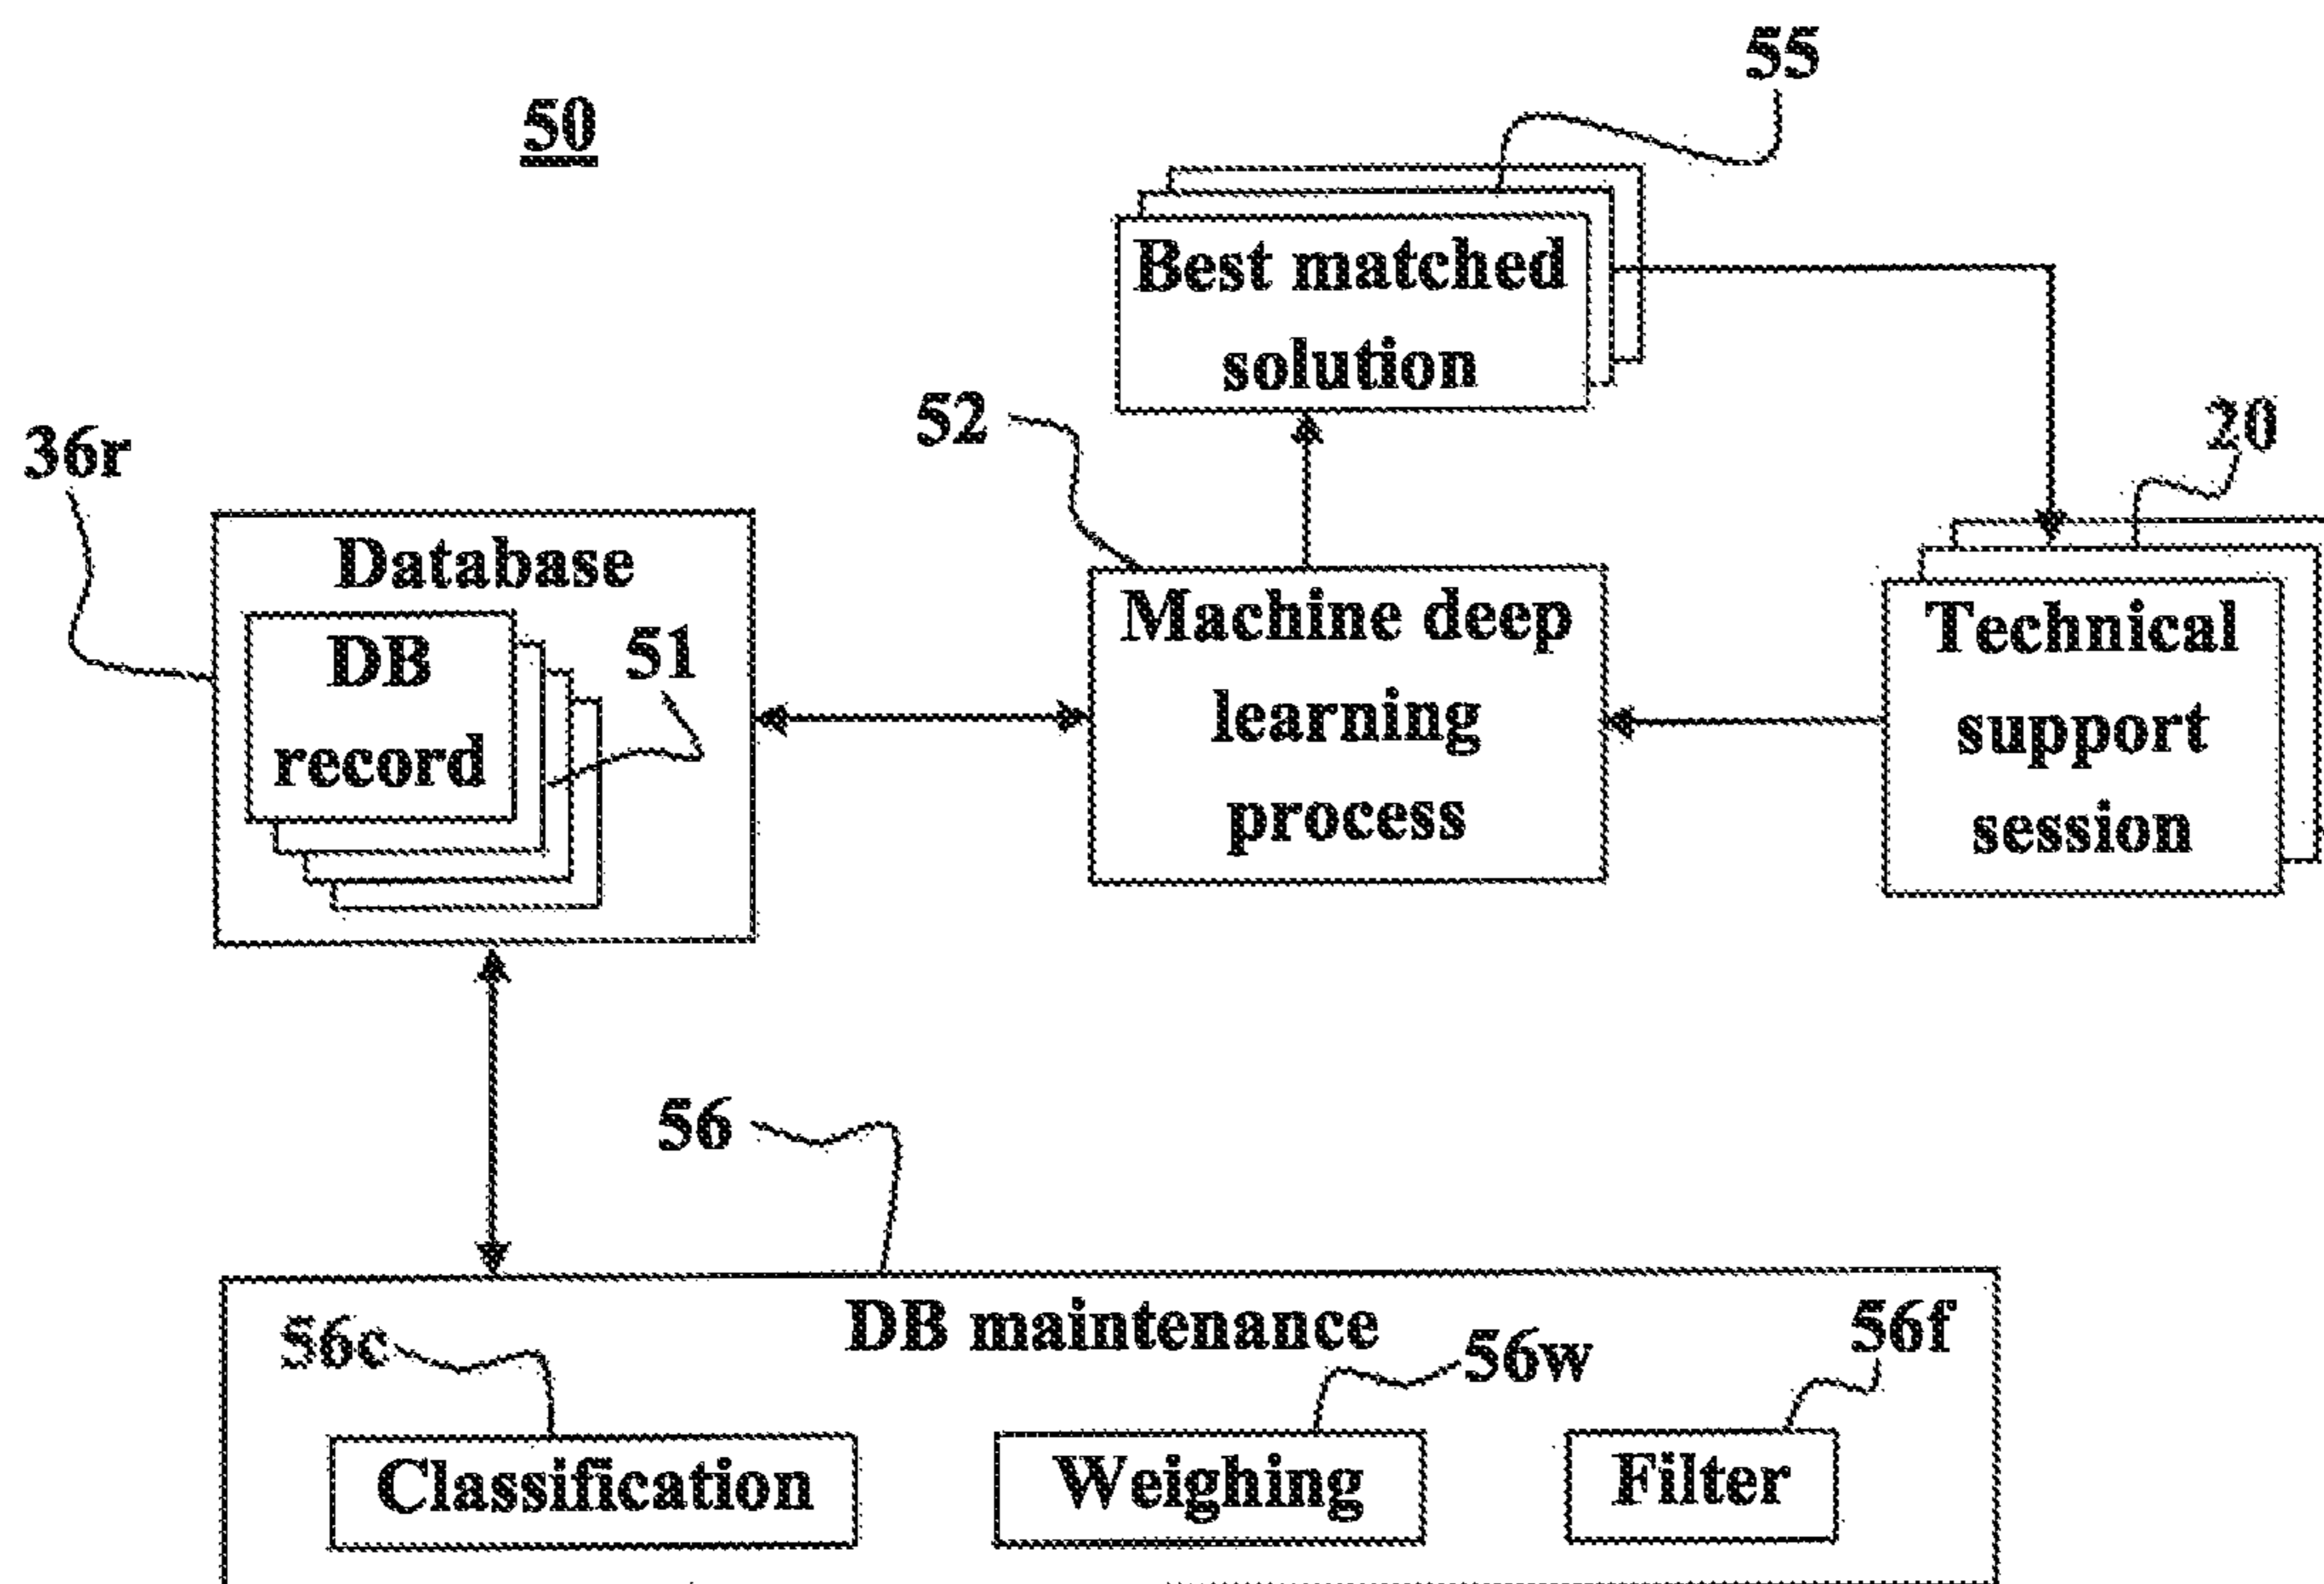 55
50
Best matched
solution
52
20
36r
Database
DB
record
51
Machine deep
learning
process
Technical
support
session
56
DB maintenance
56c
56w
56f
Classification
Weighing
Filter